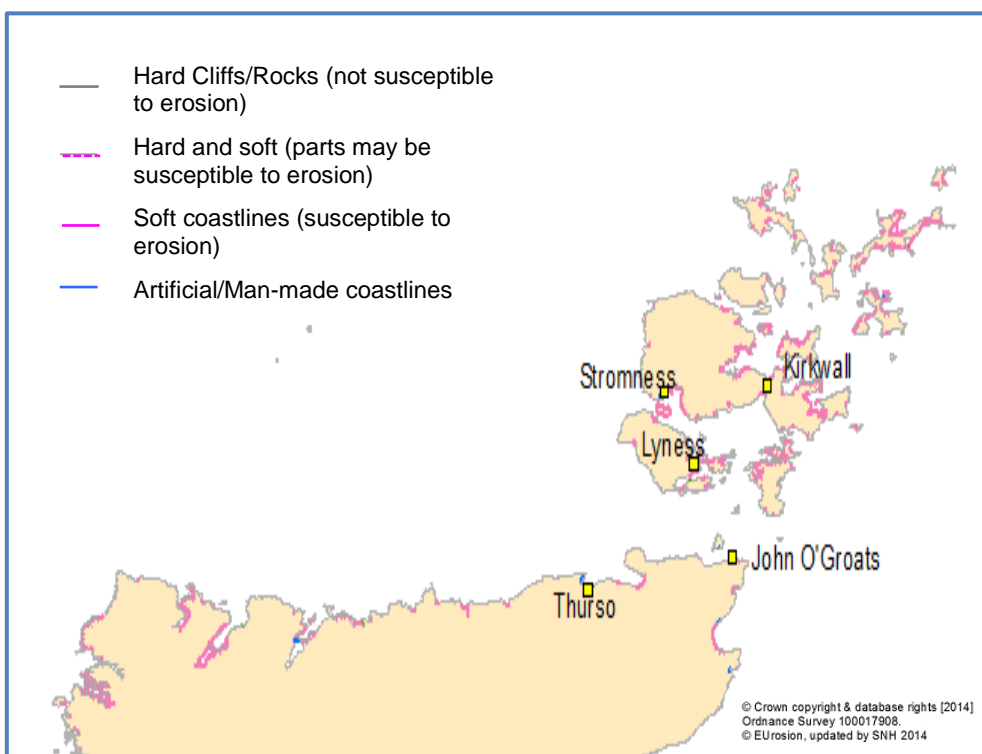 Hard Cliffs/Rocks (not susceptible
to erosion)
Hard and soft (parts may be
susceptible to erosion)
Soft coastlines (susceptible to
erosion)
Artificial/Man-made coastlines
Kirkwall
Stromness
Lyness
John O'Groats
Thurso
© Crown copyright & database rights [2014]
Ordnance Survey 100017908.
© EUrosion, updated by SNH 2014